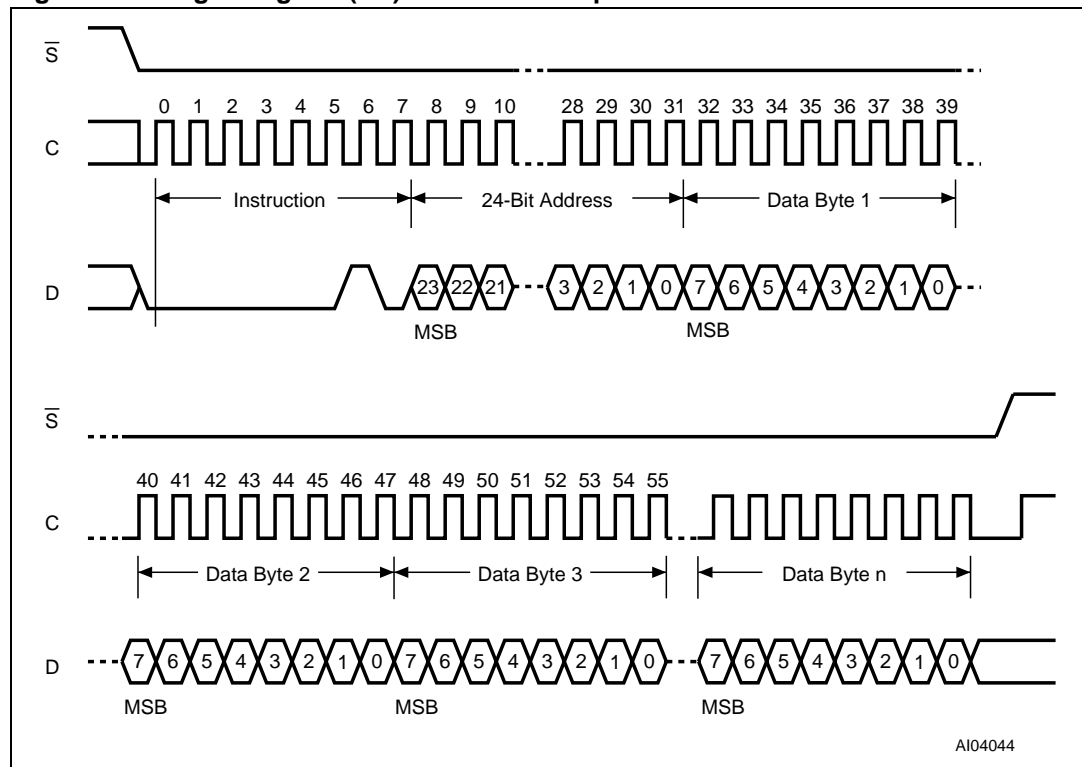 S
0 1 2 3 4 5 6 7 8 9 10 28 29 30 31 32 33 34 35 36 37 38 39
C
Instruction 24-Bit Address Data Byte 1
D 23 22 21 3 2 1 0 7 6 5 4 3 2 1 0
MSB MSB
S
40 41 42 43 44 45 46 47 48 49 50 51 52 53 54 55
C
Data Byte 2 Data Byte 3 Data Byte n
D 7 6 5 4 3 2 1 0 7 6 5 4 3 2 1 0 7 6 5 4 3 2 1 0
MSB MSB MSB
AI04044